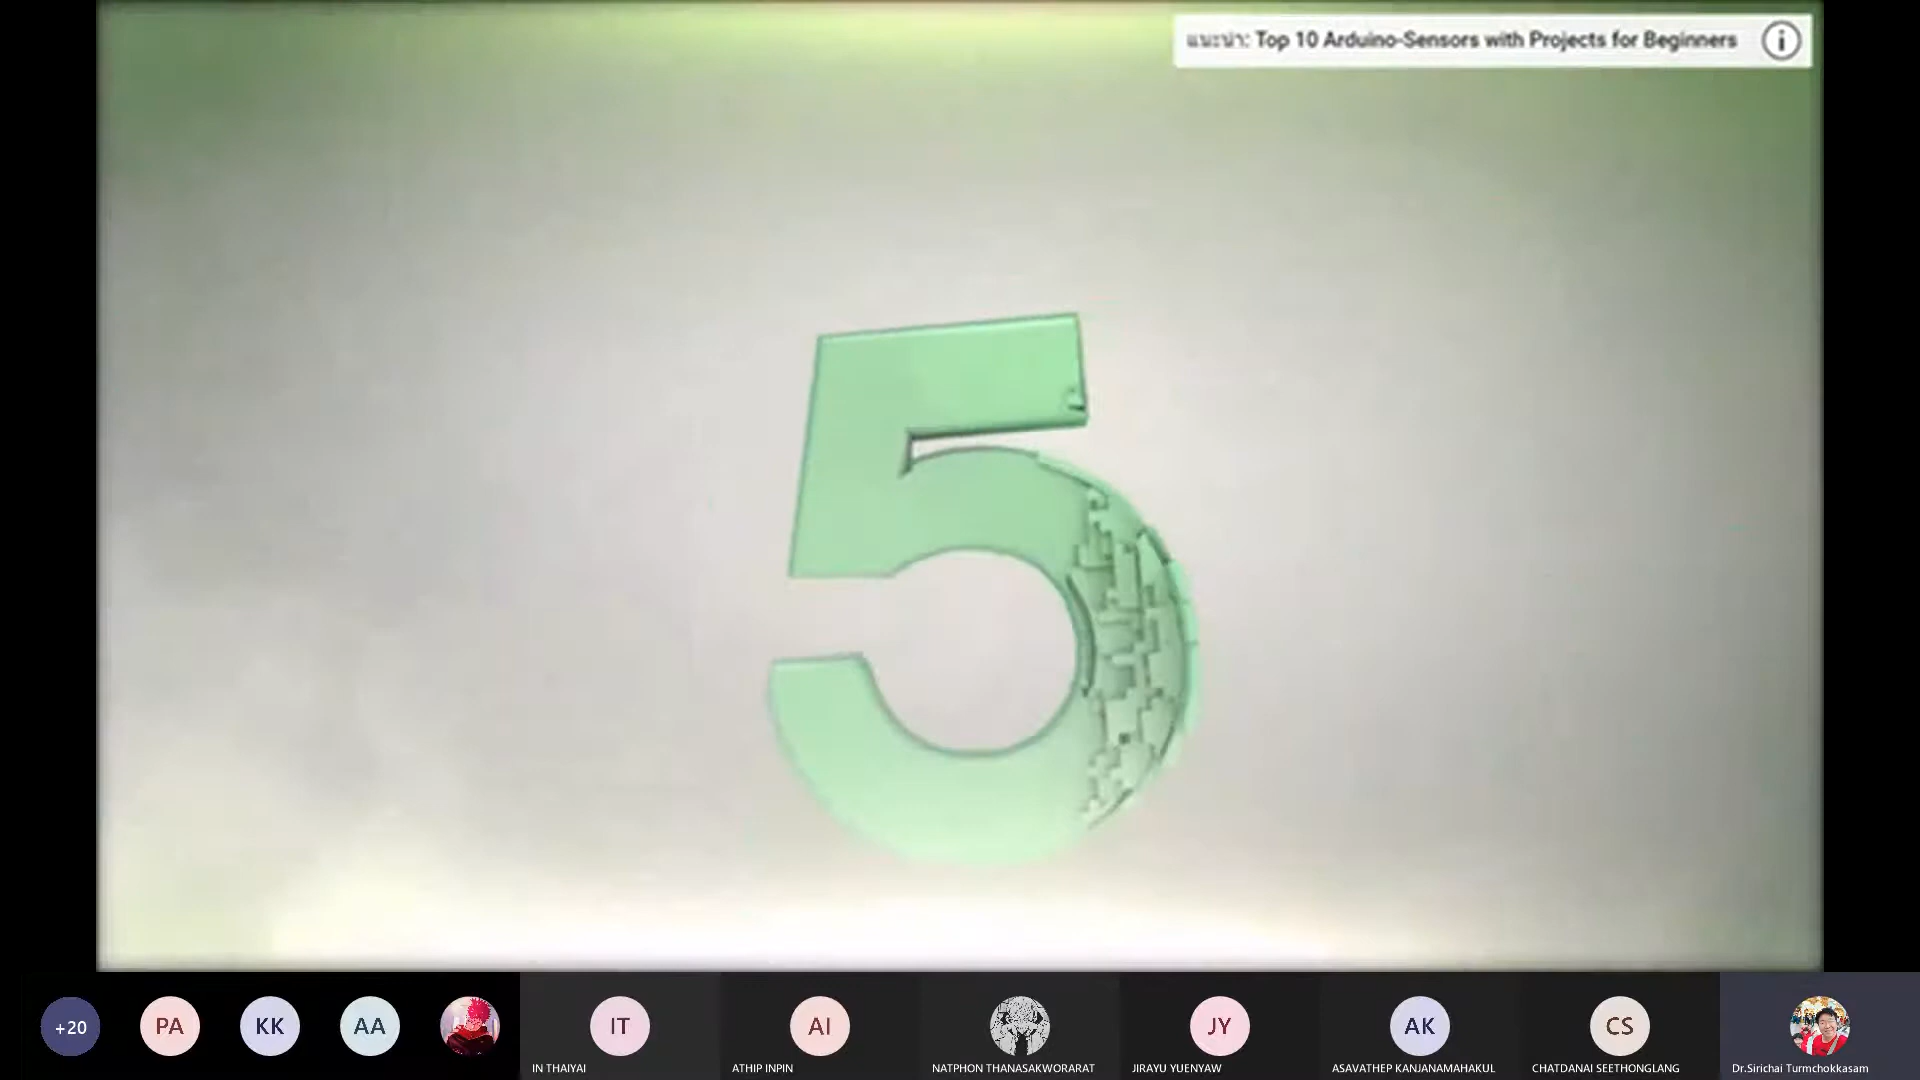 แนะนำ: Top 10 Arduino-Sensors with Projects for Beginners
5
+20
PA
KK
AA
IT
AI
JY
AK
CS
IN THAIYAI
ATHIP INPIN
NATPHON THANASAKWORARAT
JIRAYU YUENYAW
ASAVATHEP KANJANAMAHAKUL
CHATDANAI SEETHONGLANG
Dr.Sirichai Turmchokkasam